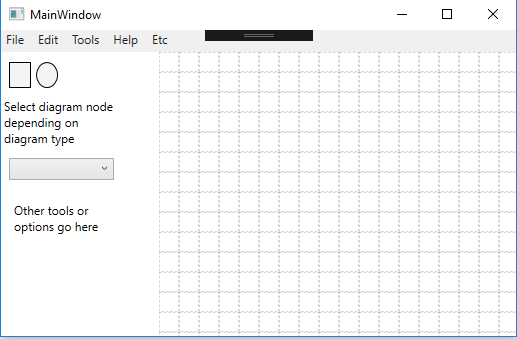 MainWindow
File Edit Tools Help Etc
Select diagram node
depending on
diagram type
Other tools or
options go here